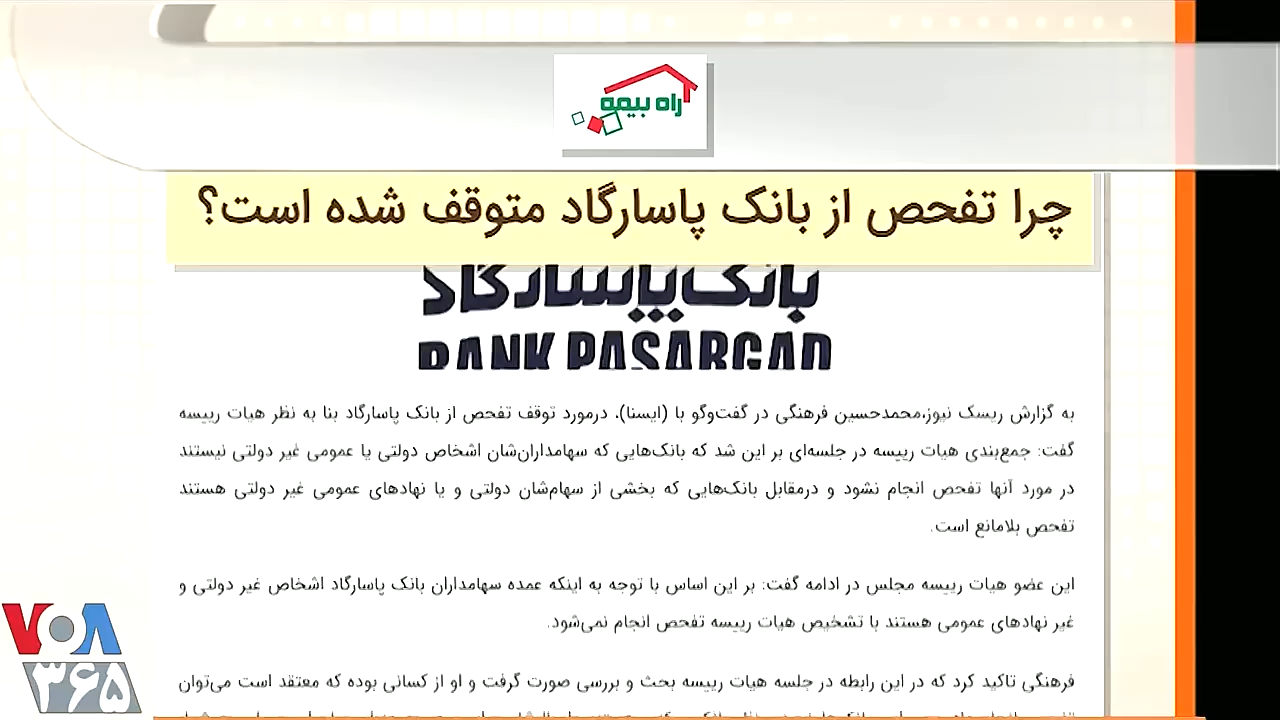 راه بیمه
چرا تفحص از بانک پاسارگاد متوقف شده است؟
بانک پاسارگاد
BANK PASARGAD
به گزارش ریسک نیوز،محمدحسین فرهنگی در گفت‌وگو با (ایسنا)، درمورد توقف تفحص از بانک پاسارگاد بنا به نظر هیات رییسه
گفت: جمع‌بندی هیات رییسه در جلسه‌ای بر این شد که بانک‌هایی که سهامداران‌شان اشخاص دولتی یا عمومی غیر دولتی نیستند
در مورد آنها تفحص انجام نشود و درمقابل بانک‌هایی که بخشی از سهام‌شان دولتی و یا نهادهای عمومی غیر دولتی هستند
تفحص بلامانع است.
این عضو هیات رییسه مجلس در ادامه گفت: بر این اساس با توجه به اینکه عمده سهامداران بانک پاسارگاد اشخاص غیر دولتی و
غیر نهادهای عمومی هستند با تشخیص هیات رییسه تفحص انجام نمی‌شود.
فرهنگی تاکید کرد که در این رابطه در جلسه هیات رییسه بحث و بررسی صورت گرفت و او از کسانی بوده که معتقد است می‌توان
VOA
۳۶۵